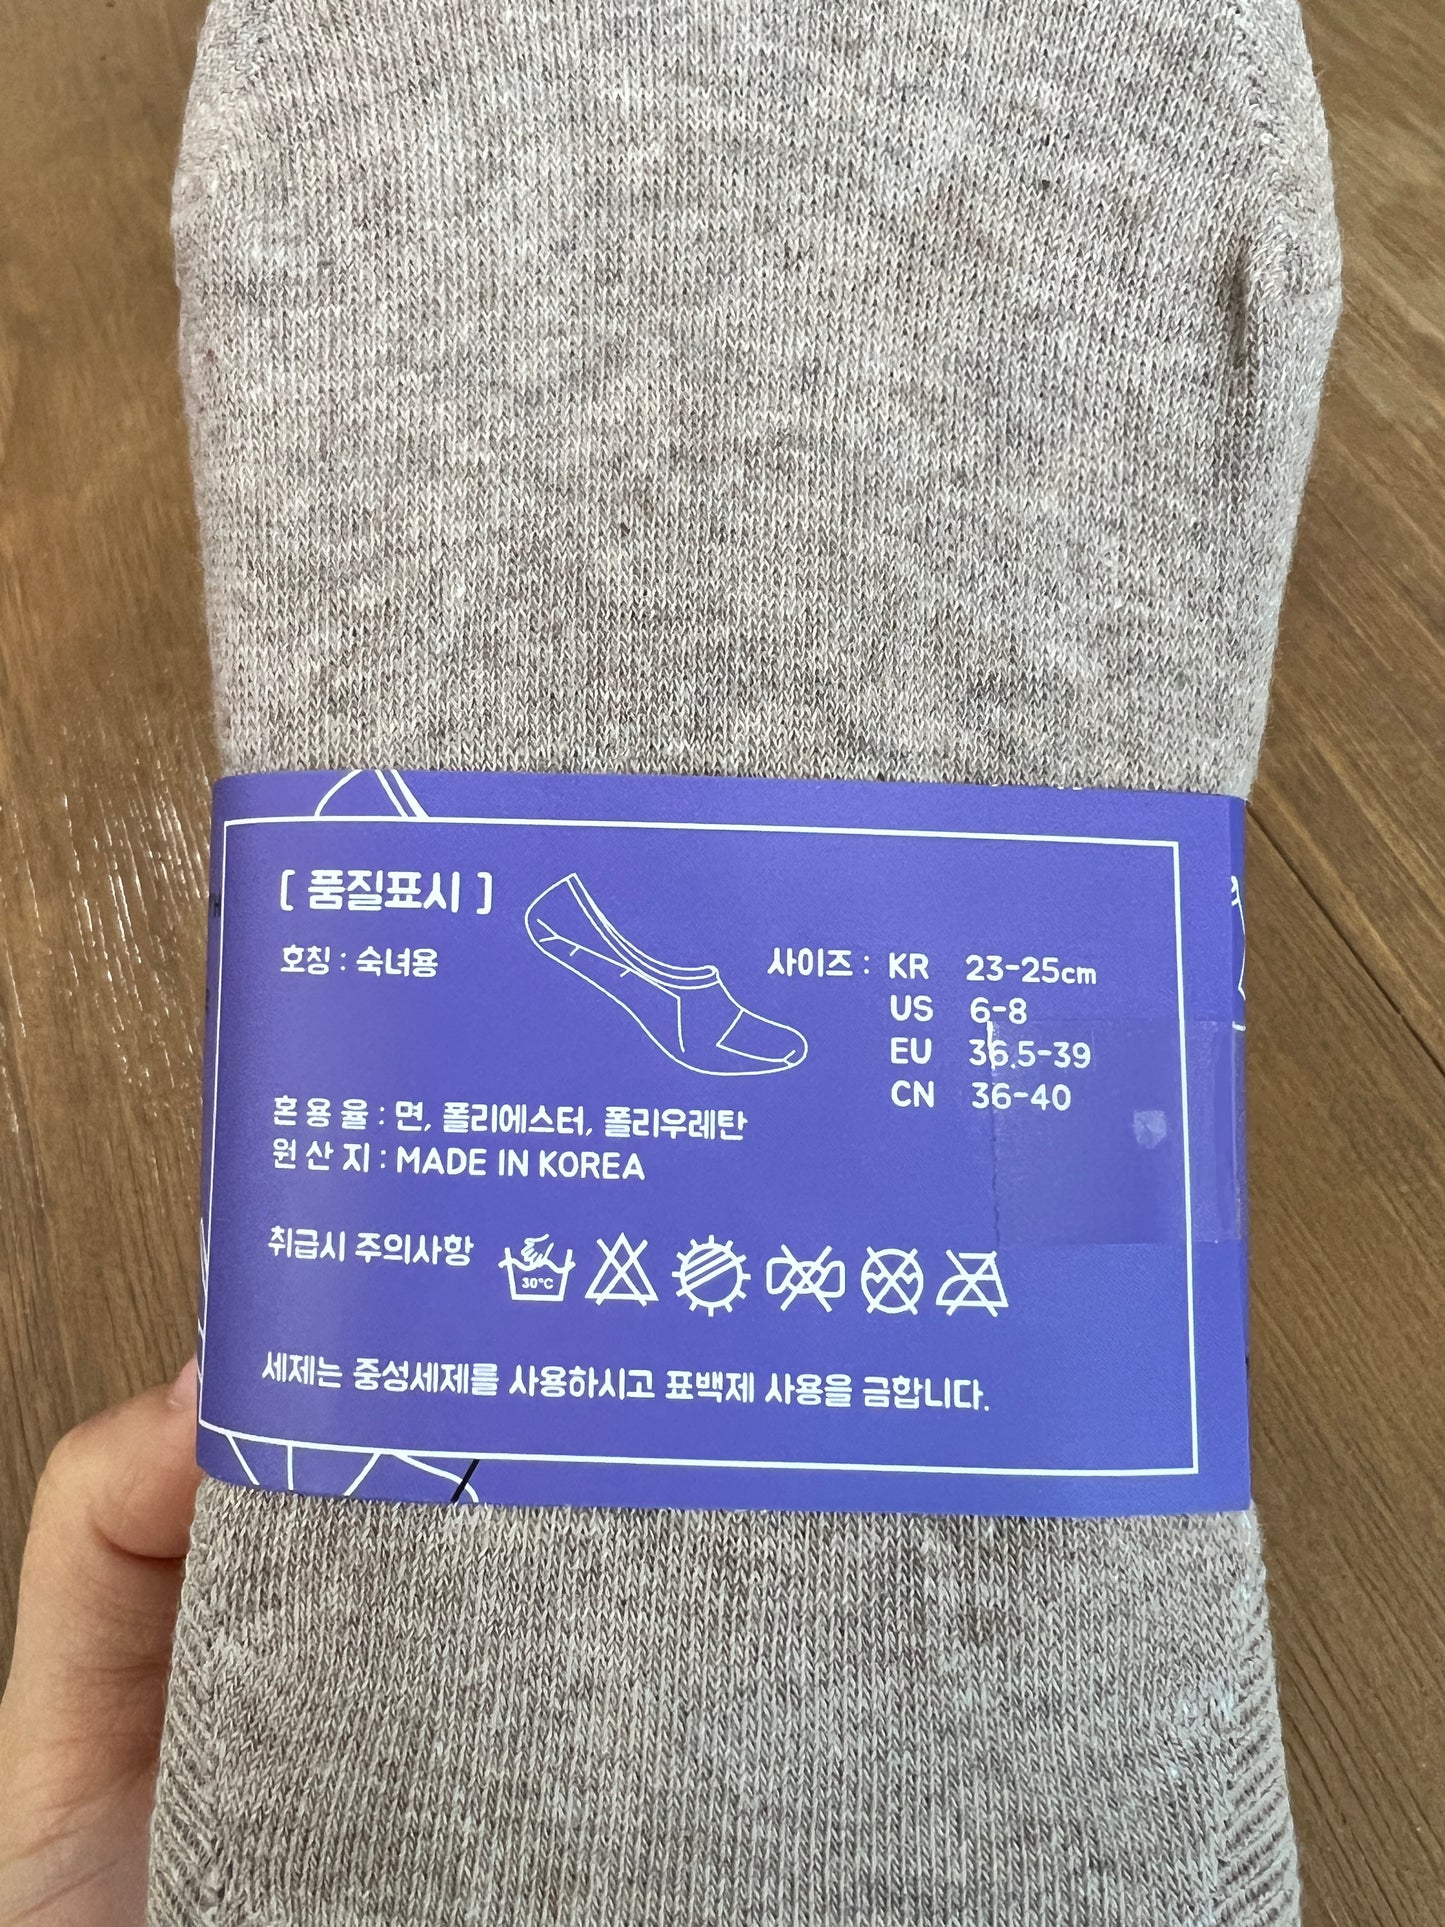 [ 품질표시 ]
호칭 : 숙녀용
사이즈 : KR 23-25cm
US 6-8
EU 36.5-39
CN 36-40
혼 용 율 : 면, 폴리에스터, 폴리우레탄
원 산 지 : MADE IN KOREA
취급시 주의사항
30°C
세제는 중성세제를 사용하시고 표백제 사용을 금합니다.